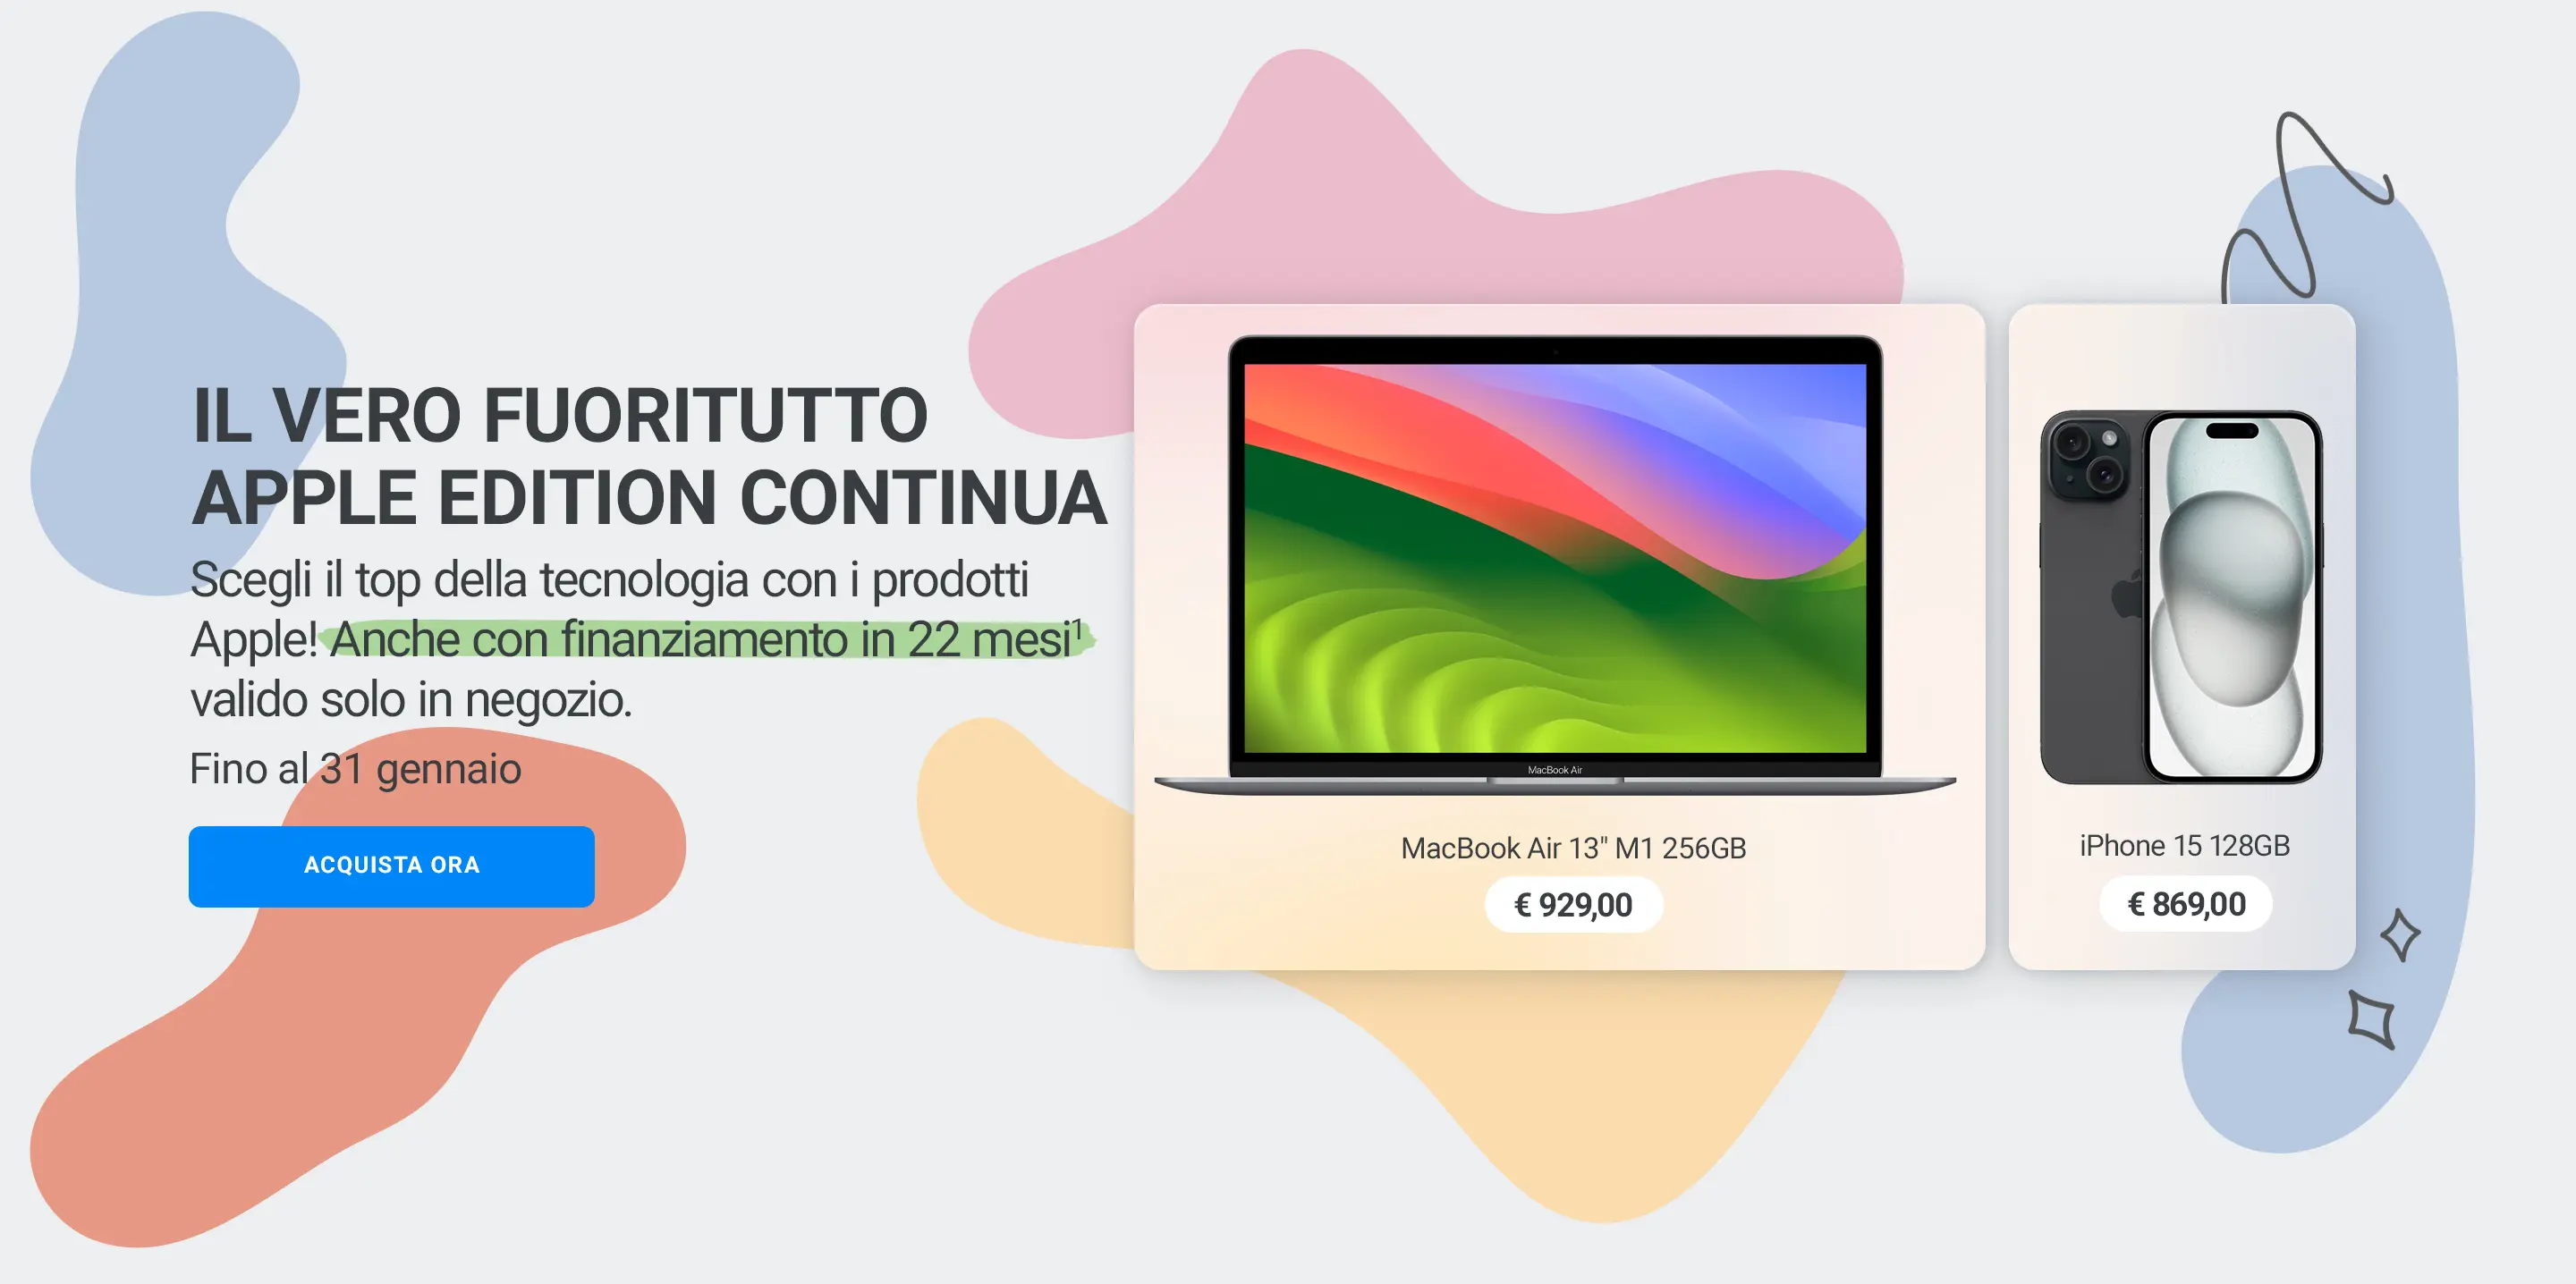 IL VERO FUORITUTTO
APPLE EDITION CONTINUA
Scegli il top della tecnologia con i prodotti
Apple! Anche con finanziamento in 22 mesi¹
valido solo in negozio.
Fino al 31 gennaio
ACQUISTA ORA
MacBook Air
MacBook Air 13" M1 256GB
€ 929,00
iPhone 15 128GB
€ 869,00